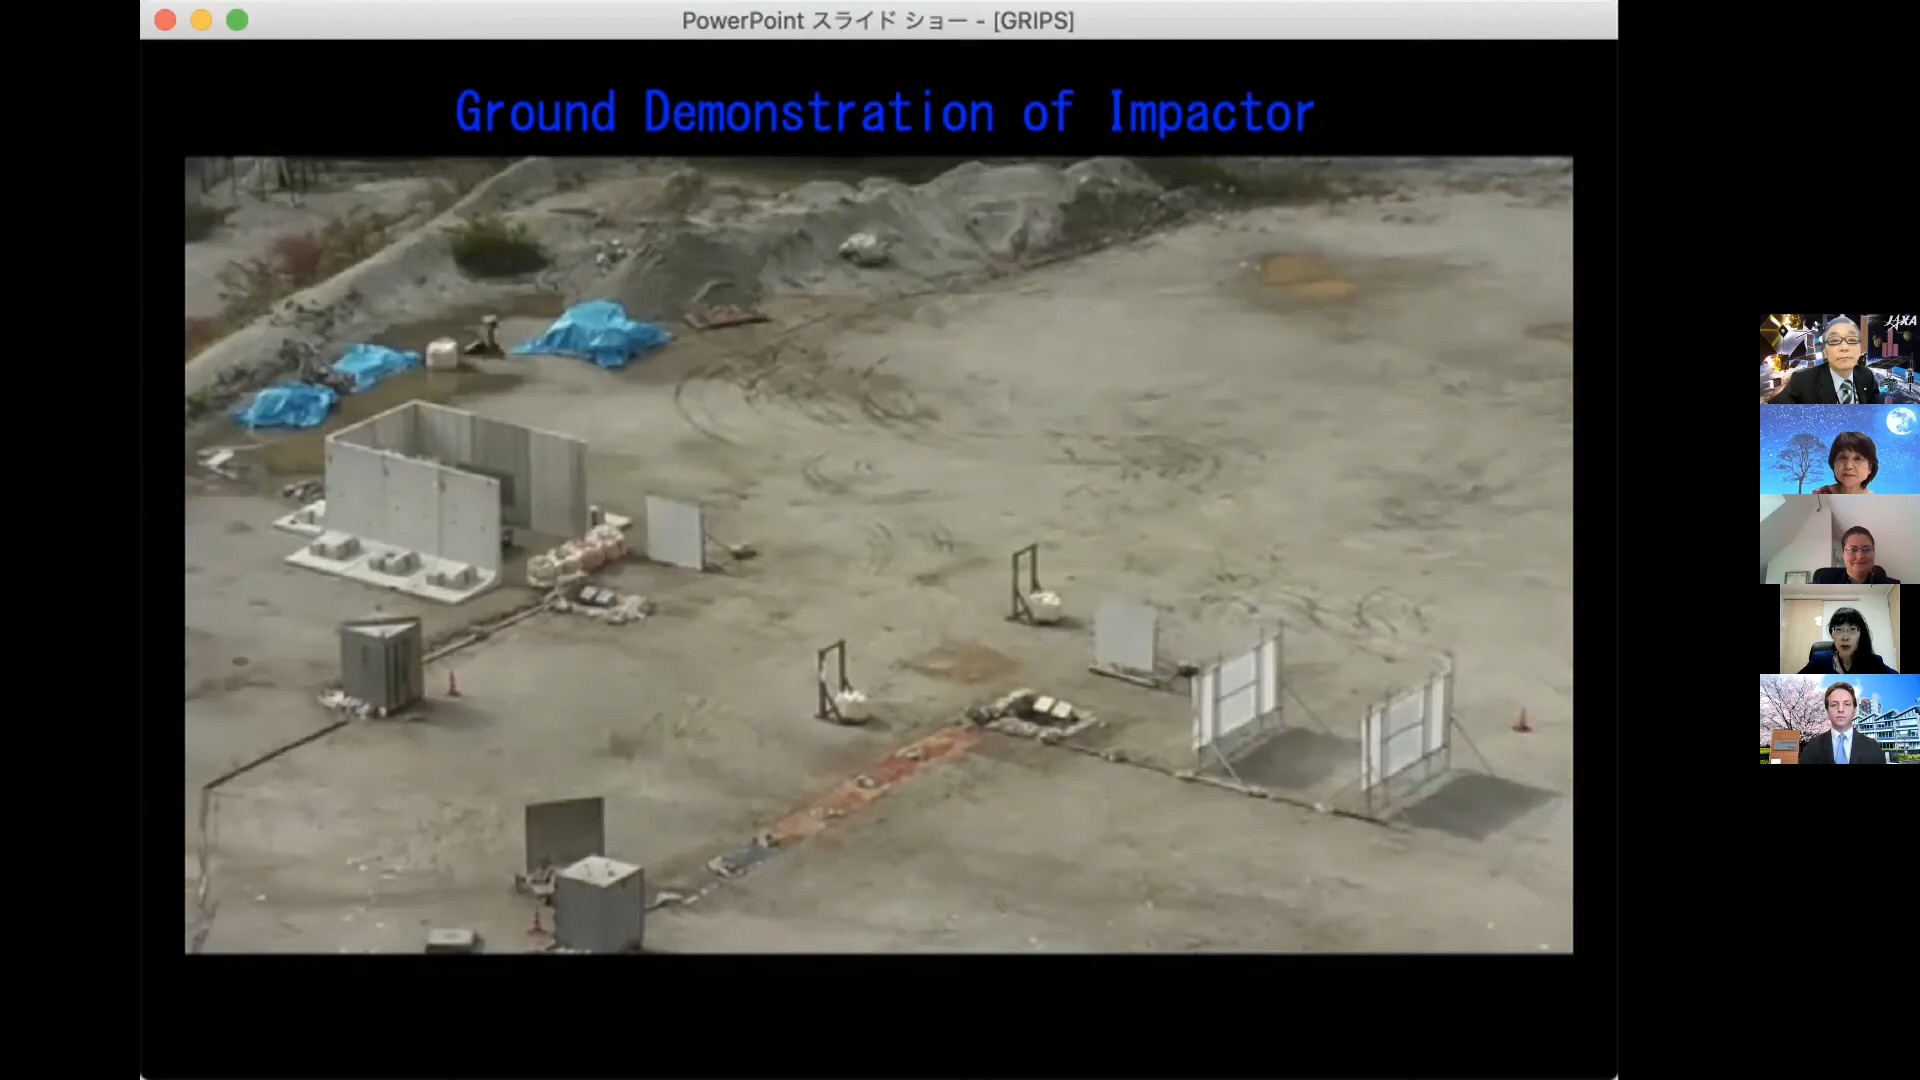 PowerPoint スライド ショー - [GRIPS]
Ground Demonstration of Impactor
JAXA